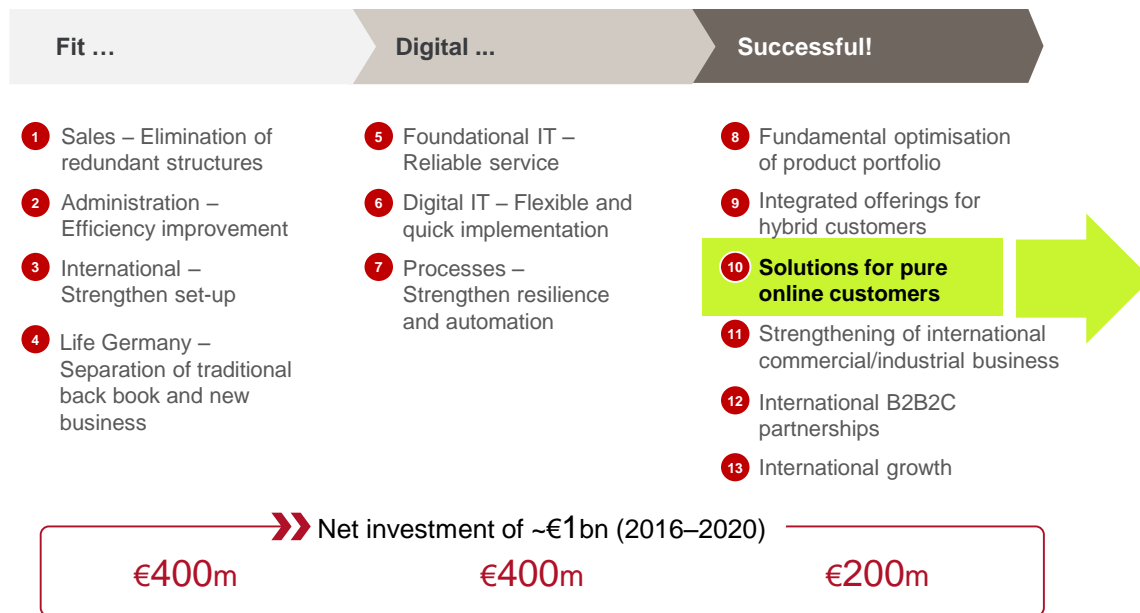 Fit …
Digital ...
Successful!
1 Sales – Elimination of
redundant structures
2 Administration –
Efficiency improvement
3 International –
Strengthen set-up
4 Life Germany –
Separation of traditional
back book and new
business
5 Foundational IT –
Reliable service
6 Digital IT – Flexible and
quick implementation
7 Processes –
Strengthen resilience
and automation
8 Fundamental optimisation
of product portfolio
9 Integrated offerings for
hybrid customers
10 Solutions for pure
online customers
11 Strengthening of international
commercial/industrial business
12 International B2B2C
partnerships
13 International growth
Net investment of ~€1bn (2016–2020)
€400m
€400m
€200m